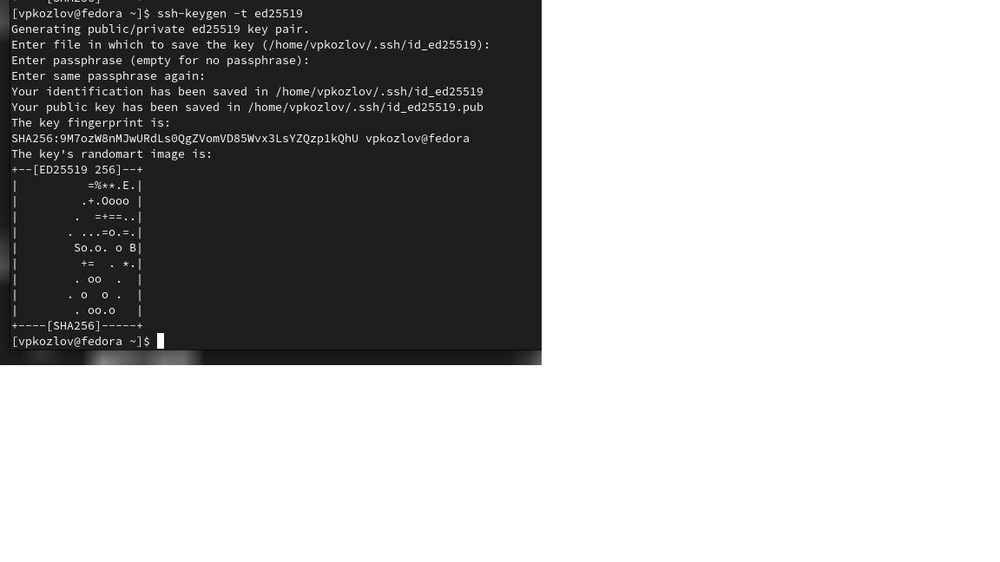 [vpkozlov@fedora ~]$ ssh-keygen -t ed25519
Generating public/private ed25519 key pair.
Enter file in which to save the key (/home/vpkozlov/.ssh/id_ed25519):
Enter passphrase (empty for no passphrase):
Enter same passphrase again:
Your identification has been saved in /home/vpkozlov/.ssh/id_ed25519
Your public key has been saved in /home/vpkozlov/.ssh/id_ed25519.pub
The key fingerprint is:
SHA256:9M7ozW8nMJwURdLs0QgZVomVD85Wvx3LsYZQzp1kQhU vpkozlov@fedora
The key's randomart image is:
+--[ED25519 256]--+
|          =%**.E.|
|         .+.Oooo |
|        .  =+==..|
|       . ...=o.=.|
|        So.o. o B|
|         +=  . *.|
|        . oo  .  |
|       . o  o .  |
|        . oo.o   |
+----[SHA256]-----+
[vpkozlov@fedora ~]$